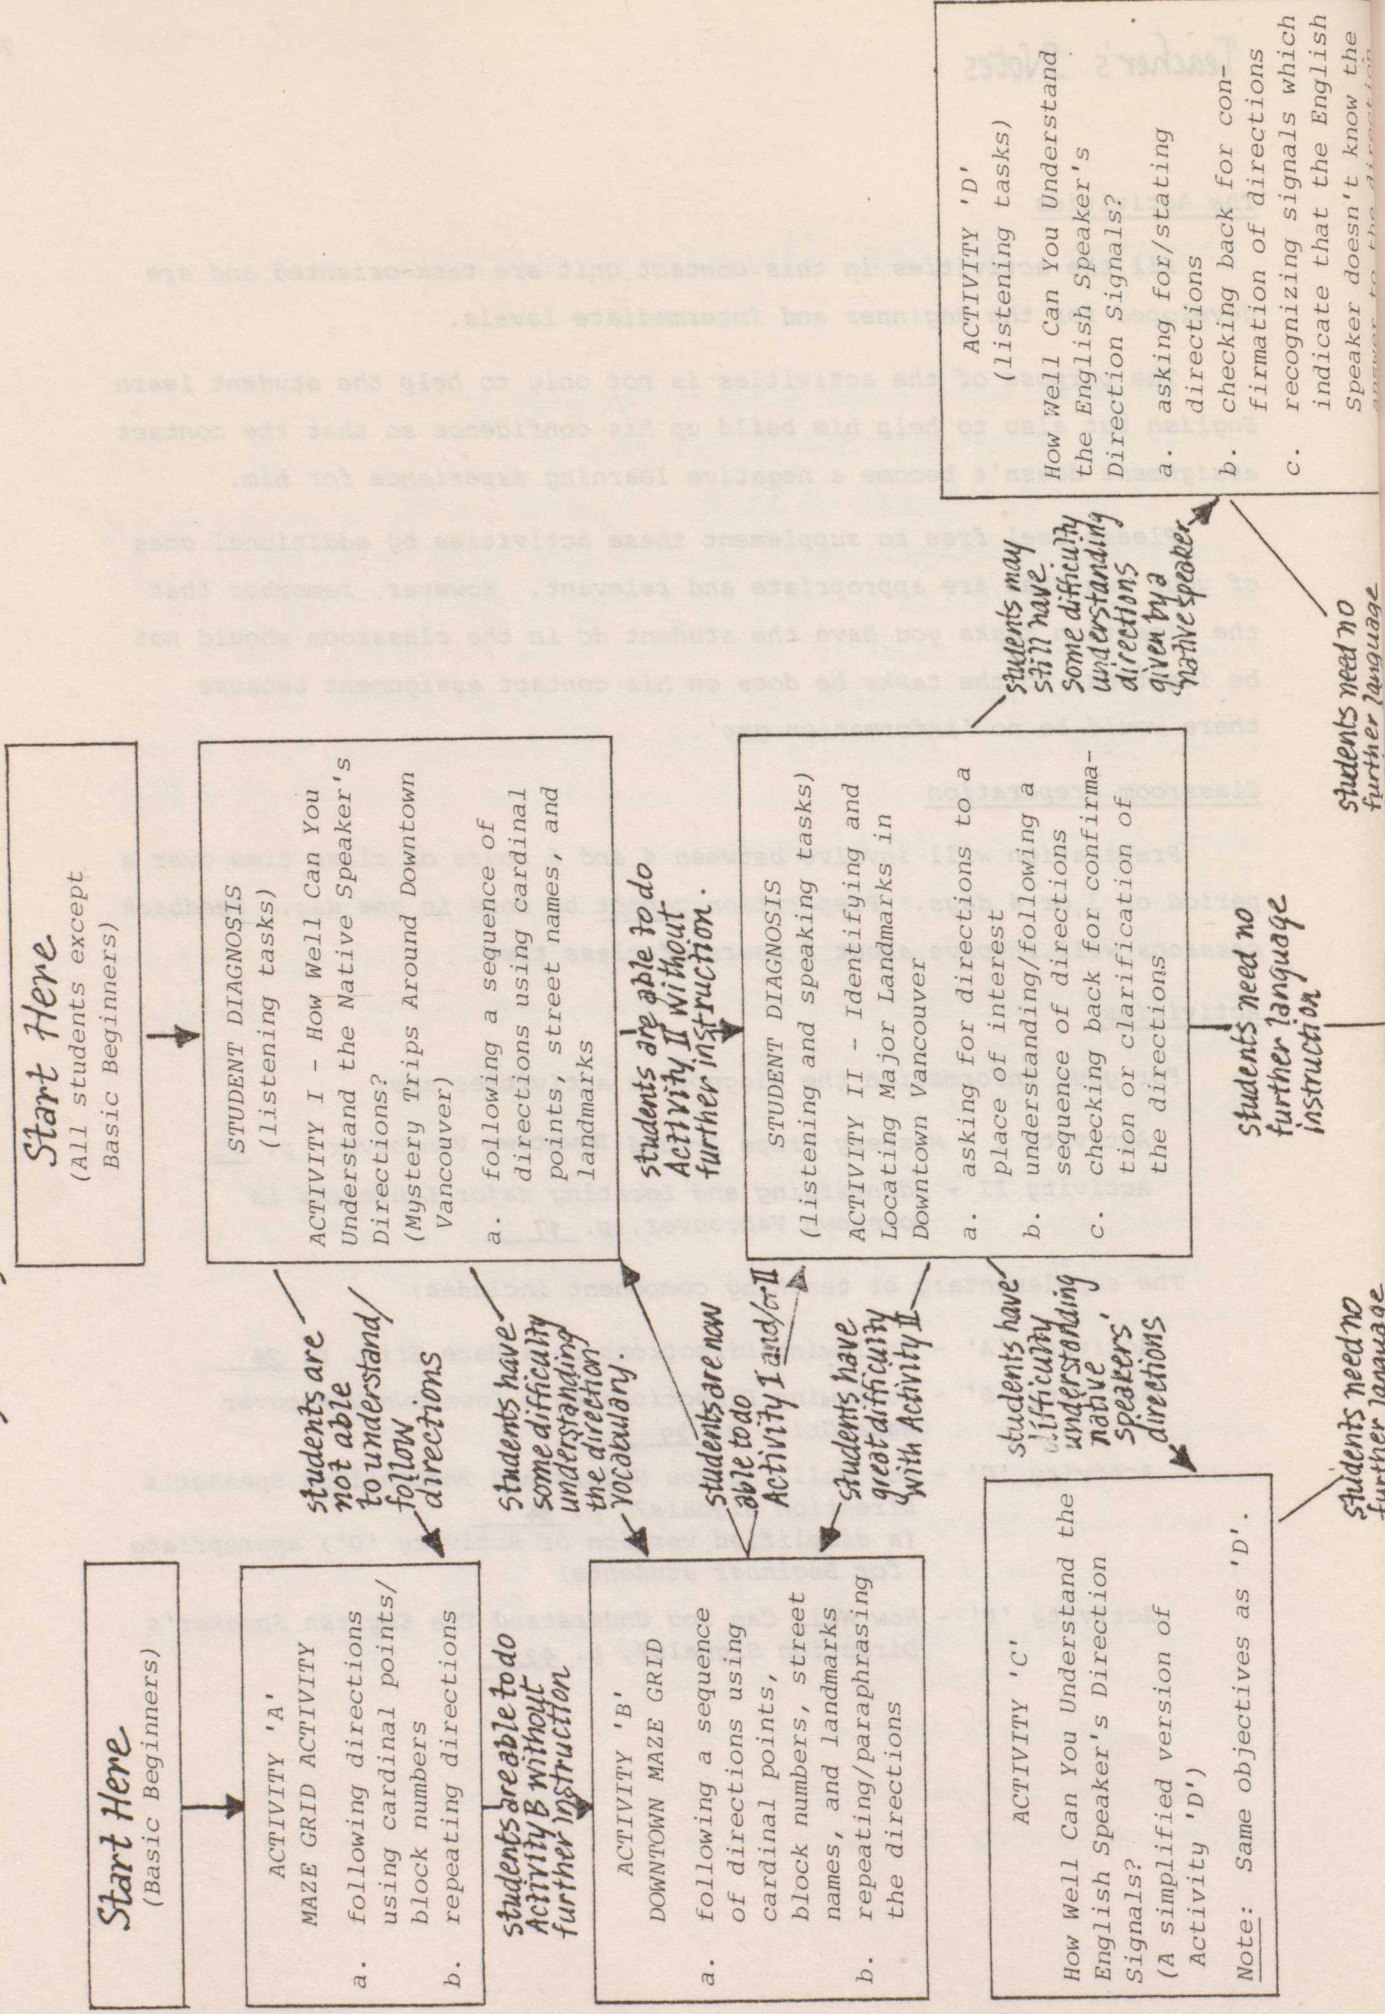 Start Here
(Basic Beginners)
ACTIVITY 'A'
MAZE GRID ACTIVITY
a. following directions
using cardinal points/
block numbers
b. repeating directions
students are able to do
Activity B without
further instruction
ACTIVITY 'B'
DOWNTOWN MAZE GRID
a. following a sequence
of directions using
cardinal points,
block numbers, street
names, and landmarks
b. repeating/paraphrasing
the directions
ACTIVITY 'C'
How Well Can You Understand the
English Speaker's Direction
Signals?
(A simplified version of
Activity 'D')
Note: Same objectives as 'D'.
students are
not able
to understand/
follow
directions
students have
some difficulty
understanding
the direction
vocabulary.
students are now
able to do
Activity I and/or II
students have
great difficulty
with Activity II
students have
difficulty
understanding
native
speakers'
directions
students need no
further language
Start Here
(All students except
Basic Beginners)
STUDENT DIAGNOSIS
(listening tasks)
ACTIVITY I - How Well Can You
Understand the Native Speaker's
Directions?
(Mystery Trips Around Downtown
Vancouver)
a. following a sequence of
directions using cardinal
points, street names, and
landmarks
students are able to do
Activity II without
further instruction.
STUDENT DIAGNOSIS
(listening and speaking tasks)
ACTIVITY II - Identifying and
Locating Major Landmarks in
Downtown Vancouver
a. asking for directions to a
place of interest
b. understanding/following a
sequence of directions
c. checking back for confirma-
tion or clarification of
the directions.
students need no
further language
instruction
students may
still have
some difficulty
understanding
directions
given by a
native speaker
ACTIVITY 'D'
(listening tasks)
How Well Can You Understand
the English Speaker's
Direction Signals?
a. asking for/stating
directions
b. checking back for con-
firmation of directions
c. recognizing signals which
indicate that the English
Speaker doesn't know the
answer to the direction
students need no
further language